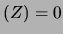 (Z) = 0